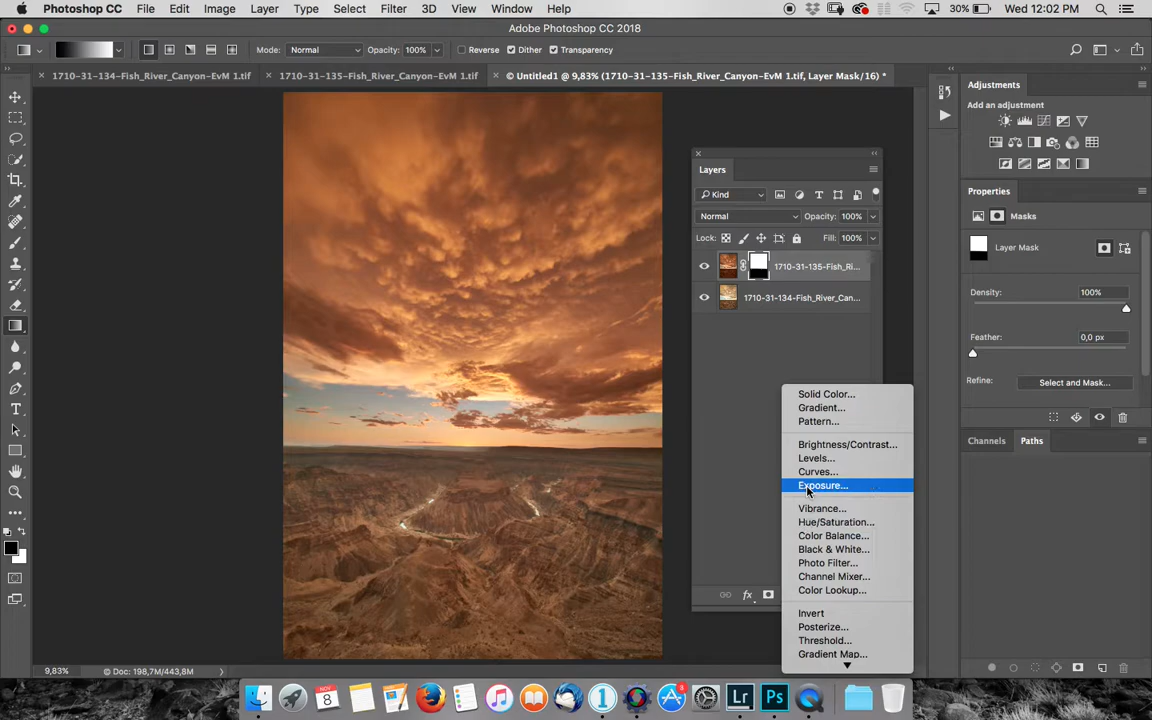 Photoshop CC File Edit Image Layer Type Select Filter 3D View Window Help 30% Wed 12:02 PM
Adobe Photoshop CC 2018
Mode: Normal Opacity: 100% Reverse Dither Transparency
1710-31-134-Fish_River_Canyon-EvM 1.tif 1710-31-135-Fish_River_Canyon-EvM 1.tif © Untitled1 @ 9,83% (1710-31-135-Fish_River_Canyon-EvM 1.tif, Layer Mask/16) *
Adjustments
Add an adjustment
Layers
Kind
Normal Opacity: 100%
Lock: Fill: 100%
1710-31-135-Fish_Ri...
1710-31-134-Fish_River_Can...
fx
Properties
Masks
Layer Mask
Density: 100%
Feather: 0,0 px
Refine: Select and Mask...
Channels Paths
Solid Color...
Gradient...
Pattern...
Brightness/Contrast...
Levels...
Curves...
Exposure...
Vibrance...
Hue/Saturation...
Color Balance...
Black & White...
Photo Filter...
Channel Mixer...
Color Lookup...
Invert
Posterize...
Threshold...
Gradient Map...
9,83% Doc: 198,7M/443,8M
NOV
8
1
3
Lr
Ps